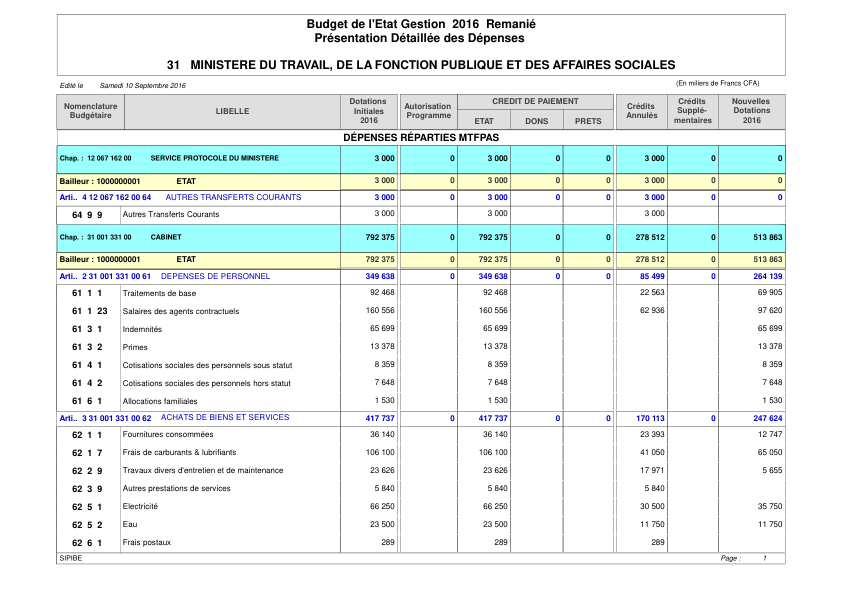 Budget de l'Etat Gestion 2016 Remanié
Présentation Détaillée des Dépenses
31 MINISTERE DU TRAVAIL, DE LA FONCTION PUBLIQUE ET DES AFFAIRES SOCIALES
Edité le Samedi 10 Septembre 2016 (En miliers de Francs CFA)
Nomenclature Budgétaire LIBELLE Dotations Initiales 2016 Autorisation Programme CREDIT DE PAIEMENT ETAT DONS PRETS Crédits Annulés Crédits Supplé-mentaires Nouvelles Dotations 2016
DÉPENSES RÉPARTIES MTFPAS
Chap. : 12 067 162 00 SERVICE PROTOCOLE DU MINISTERE 3 000 0 3 000 0 0 3 000 0 0
Bailleur : 1000000001 ETAT 3 000 0 3 000 0 0 3 000 0 0
Arti.. 4 12 067 162 00 64 AUTRES TRANSFERTS COURANTS 3 000 0 3 000 0 0 3 000 0 0
64 9 9 Autres Transferts Courants 3 000 3 000 3 000
Chap. : 31 001 331 00 CABINET 792 375 0 792 375 0 0 278 512 0 513 863
Bailleur : 1000000001 ETAT 792 375 0 792 375 0 0 278 512 0 513 863
Arti.. 2 31 001 331 00 61 DEPENSES DE PERSONNEL 349 638 0 349 638 0 0 85 499 0 264 139
61 1 1 Traitements de base 92 468 92 468 22 563 69 905
61 1 23 Salaires des agents contractuels 160 556 160 556 62 936 97 620
61 3 1 Indemnités 65 699 65 699 65 699
61 3 2 Primes 13 378 13 378 13 378
61 4 1 Cotisations sociales des personnels sous statut 8 359 8 359 8 359
61 4 2 Cotisations sociales des personnels hors statut 7 648 7 648 7 648
61 6 1 Allocations familiales 1 530 1 530 1 530
Arti.. 3 31 001 331 00 62 ACHATS DE BIENS ET SERVICES 417 737 0 417 737 0 0 170 113 0 247 624
62 1 1 Fournitures consommées 36 140 36 140 23 393 12 747
62 1 7 Frais de carburants & lubrifiants 106 100 106 100 41 050 65 050
62 2 9 Travaux divers d'entretien et de maintenance 23 626 23 626 17 971 5 655
62 3 9 Autres prestations de services 5 840 5 840 5 840
62 5 1 Electricité 66 250 66 250 30 500 35 750
62 5 2 Eau 23 500 23 500 11 750 11 750
62 6 1 Frais postaux 289 289 289
SIPIBE Page : 1